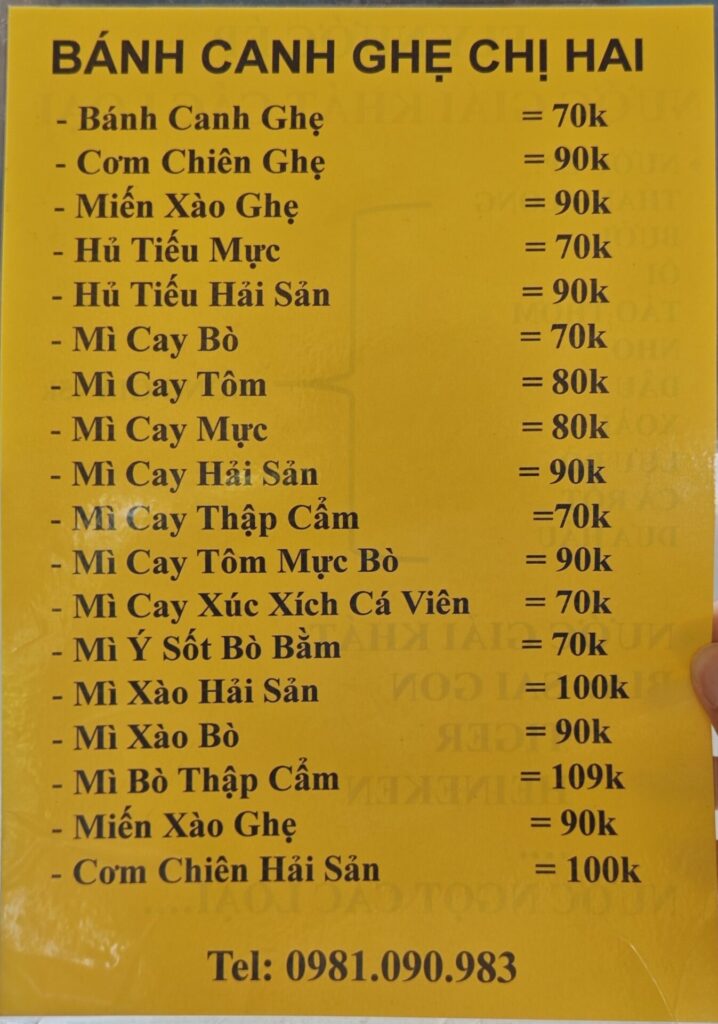 BÁNH CANH GHẸ CHỊ HAI
- Bánh Canh Ghẹ = 70k
- Cơm Chiên Ghẹ = 90k
- Miến Xào Ghẹ = 90k
- Hủ Tiếu Mực = 70k
- Hủ Tiếu Hải Sản = 90k
- Mì Cay Bò = 70k
- Mì Cay Tôm = 80k
- Mì Cay Mực = 80k
- Mì Cay Hải Sản = 90k
- Mì Cay Thập Cẩm =70k
- Mì Cay Tôm Mực Bò = 90k
- Mì Cay Xúc Xích Cá Viên = 70k
- Mì Ý Sốt Bò Bằm = 70k
- Mì Xào Hải Sản = 100k
- Mì Xào Bò = 90k
- Mì Bò Thập Cẩm = 109k
- Miến Xào Ghẹ = 90k
- Cơm Chiên Hải Sản = 100k
Tel: 0981.090.983